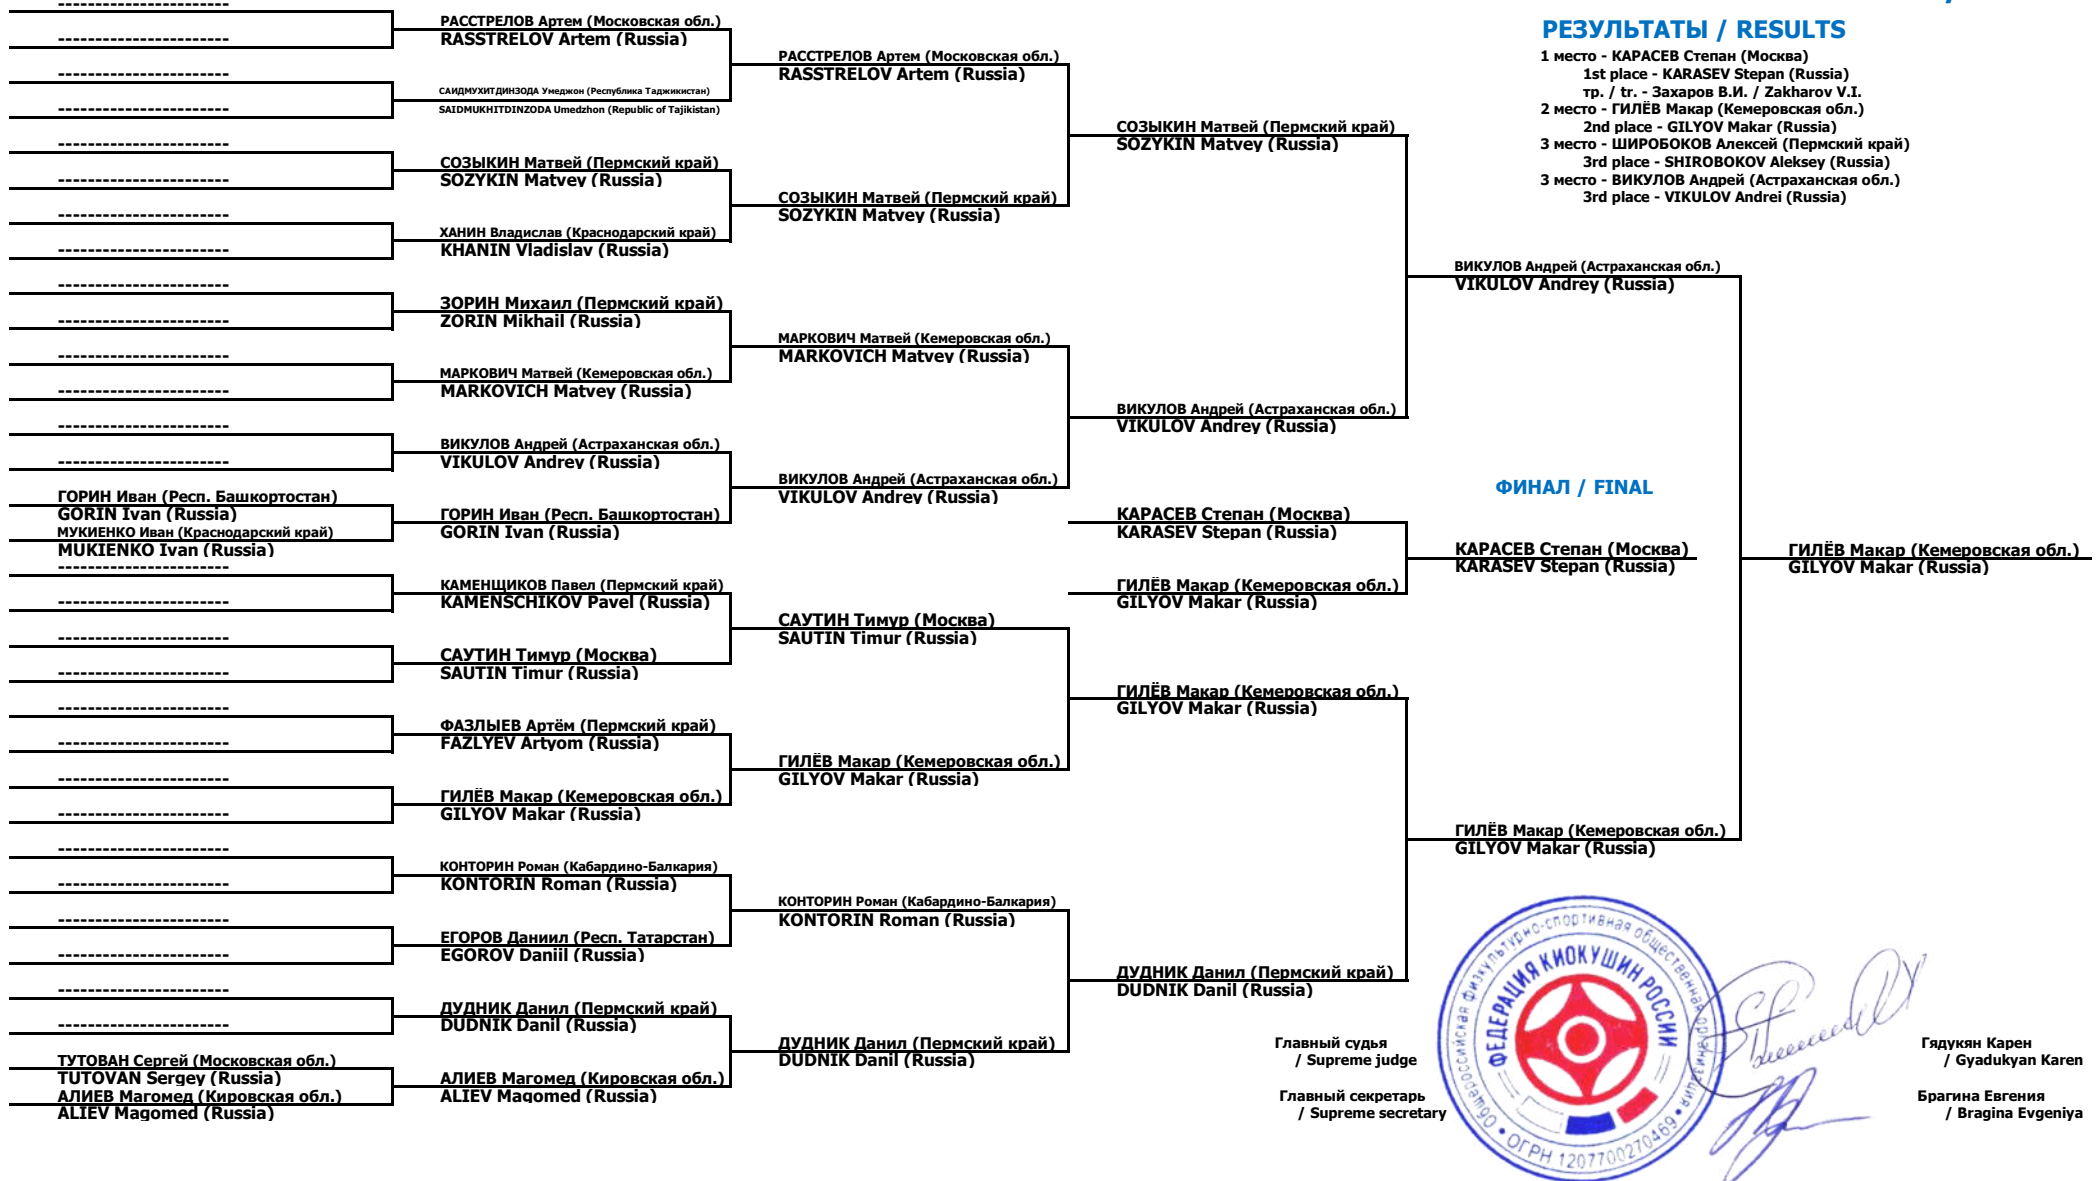 -----------------------
-----------------------
-----------------------
-----------------------
-----------------------
-----------------------
-----------------------
-----------------------
-----------------------
-----------------------
-----------------------
-----------------------
-----------------------
-----------------------
ГОРИН Иван (Респ. Башкортостан)
GORIN Ivan (Russia)
МУКИЕНКО Иван (Краснодарский край)
MUKIENKO Ivan (Russia)
-----------------------
-----------------------
-----------------------
-----------------------
-----------------------
-----------------------
-----------------------
-----------------------
-----------------------
-----------------------
-----------------------
-----------------------
-----------------------
-----------------------
ТУТОВАН Сергей (Московская обл.)
TUTOVAN Sergey (Russia)
АЛИЕВ Магомед (Кировская обл.)
ALIEV Magomed (Russia)
РАССТРЕЛОВ Артем (Московская обл.)
RASSTRELOV Artem (Russia)
САИДМУХИТДИНЗОДА Умеджон (Республика Таджикистан)
SAIDMUKHITDINZODA Umedzhon (Republic of Tajikistan)
СОЗЫКИН Матвей (Пермский край)
SOZYKIN Matvey (Russia)
ХАНИН Владислав (Краснодарский край)
KHANIN Vladislav (Russia)
ЗОРИН Михаил (Пермский край)
ZORIN Mikhail (Russia)
МАРКОВИЧ Матвей (Кемеровская обл.)
MARKOVICH Matvey (Russia)
ВИКУЛОВ Андрей (Астраханская обл.)
VIKULOV Andrey (Russia)
ГОРИН Иван (Респ. Башкортостан)
GORIN Ivan (Russia)
КАМЕНЩИКОВ Павел (Пермский край)
KAMENSCHIKOV Pavel (Russia)
САУТИН Тимур (Москва)
SAUTIN Timur (Russia)
ФАЗЛЫЕВ Артём (Пермский край)
FAZLYEV Artyom (Russia)
ГИЛЁВ Макар (Кемеровская обл.)
GILYOV Makar (Russia)
КОНТОРИН Роман (Кабардино-Балкария)
KONTORIN Roman (Russia)
ЕГОРОВ Даниил (Респ. Татарстан)
EGOROV Daniil (Russia)
ДУДНИК Данил (Пермский край)
DUDNIK Danil (Russia)
АЛИЕВ Магомед (Кировская обл.)
ALIEV Magomed (Russia)
РАССТРЕЛОВ Артем (Московская обл.)
RASSTRELOV Artem (Russia)
СОЗЫКИН Матвей (Пермский край)
SOZYKIN Matvey (Russia)
МАРКОВИЧ Матвей (Кемеровская обл.)
MARKOVICH Matvey (Russia)
ВИКУЛОВ Андрей (Астраханская обл.)
VIKULOV Andrey (Russia)
САУТИН Тимур (Москва)
SAUTIN Timur (Russia)
ГИЛЁВ Макар (Кемеровская обл.)
GILYOV Makar (Russia)
КОНТОРИН Роман (Кабардино-Балкария)
KONTORIN Roman (Russia)
ДУДНИК Данил (Пермский край)
DUDNIK Danil (Russia)
СОЗЫКИН Матвей (Пермский край)
SOZYKIN Matvey (Russia)
ВИКУЛОВ Андрей (Астраханская обл.)
VIKULOV Andrey (Russia)
КАРАСЕВ Степан (Москва)
KARASEV Stepan (Russia)
ГИЛЁВ Макар (Кемеровская обл.)
GILYOV Makar (Russia)
ГИЛЁВ Макар (Кемеровская обл.)
GILYOV Makar (Russia)
ДУДНИК Данил (Пермский край)
DUDNIK Danil (Russia)
РЕЗУЛЬТАТЫ / RESULTS
1 место - КАРАСЕВ Степан (Москва)
1st place - KARASEV Stepan (Russia)
тр. / tr. - Захаров В.И. / Zakharov V.I.
2 место - ГИЛЁВ Макар (Кемеровская обл.)
2nd place - GILYOV Makar (Russia)
3 место - ШИРОБОКОВ Алексей (Пермский край)
3rd place - SHIROBOKOV Aleksey (Russia)
3 место - ВИКУЛОВ Андрей (Астраханская обл.)
3rd place - VIKULOV Andrei (Russia)
ВИКУЛОВ Андрей (Астраханская обл.)
VIKULOV Andrey (Russia)
ФИНАЛ / FINAL
КАРАСЕВ Степан (Москва)
KARASEV Stepan (Russia)
ГИЛЁВ Макар (Кемеровская обл.)
GILYOV Makar (Russia)
ГИЛЁВ Макар (Кемеровская обл.)
GILYOV Makar (Russia)
Главный судья
/ Supreme judge
Гядукян Карен
/ Gyadukyan Karen
Главный секретарь
/ Supreme secretary
Брагина Евгения
/ Bragina Evgeniya
Общероссийская физкультурно-спортивная общественная организация
ФЕДЕРАЦИЯ КИОКУШИН РОССИИ
ОГРН 1207700270469